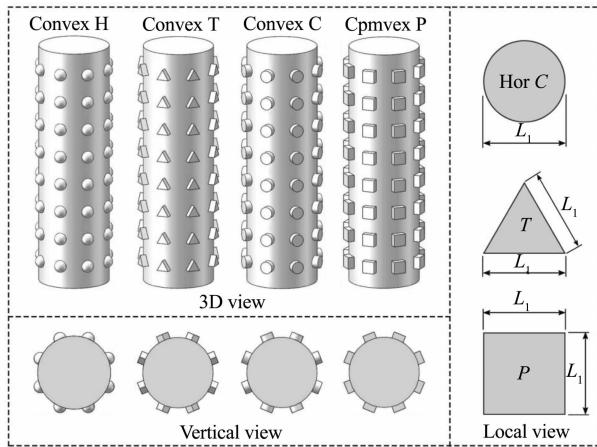 Convex H Convex T Convex C Cpmvex P
3D view
Vertical view
Hor C
L₁
T
L₁
L₁
L₁
P
L₁
Local view